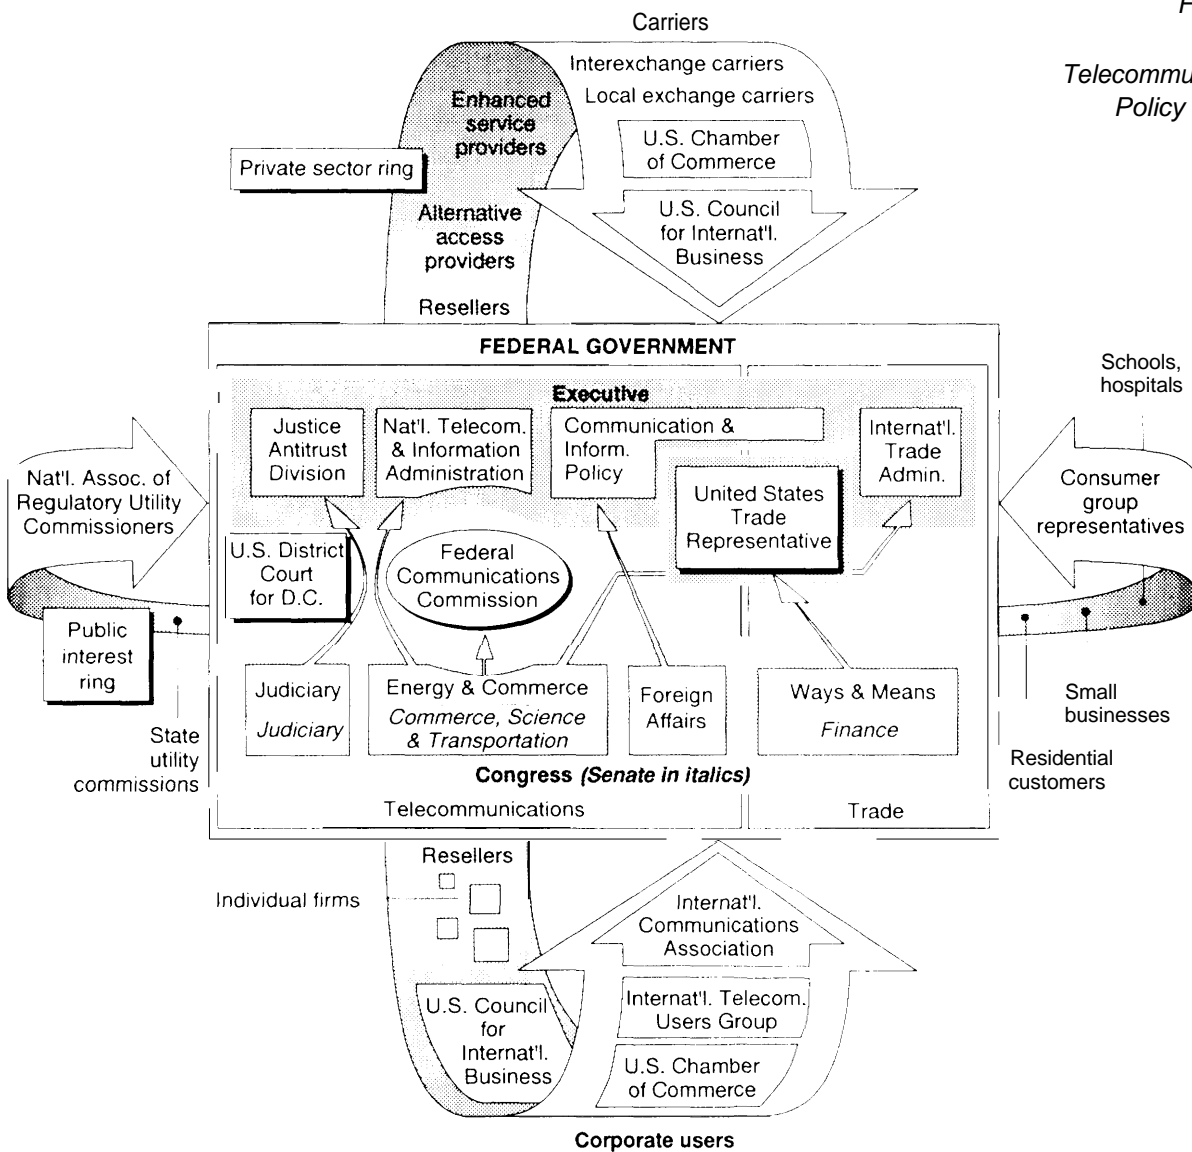 Carriers
Interexchange carriers
Local exchange carriers
Telecommu
Policy
Enhanced
service
providers
U.S. Chamber
of Commerce
Private sector ring
U.S. Council
for Internat'l.
Business
Alternative
access
providers
Resellers
FEDERAL GOVERNMENT
Schools,
hospitals
Executive
Justice
Antitrust
Division
Nat'l. Telecom.
& Information
Administration
Communication &
Inform.
Policy
Internat'l.
Trade
Admin.
Nat'l. Assoc. of
Regulatory Utility
Commissioners
United States
Trade
Representative
Consumer
group
representatives
U.S. District
Court
for D.C.
Federal
Communications
Commission
Public
interest
ring
Judiciary
Judiciary
Energy & Commerce
Commerce, Science
& Transportation
Foreign
Affairs
Ways & Means
Finance
Small
businesses
State
utility
commissions
Residential
customers
Congress (Senate in italics)
Telecommunications
Trade
Resellers
Individual firms
Internat'l.
Communications
Association
U.S. Council
for
Internat'l.
Business
Internat'l. Telecom.
Users Group
U.S. Chamber
of Commerce
Corporate users